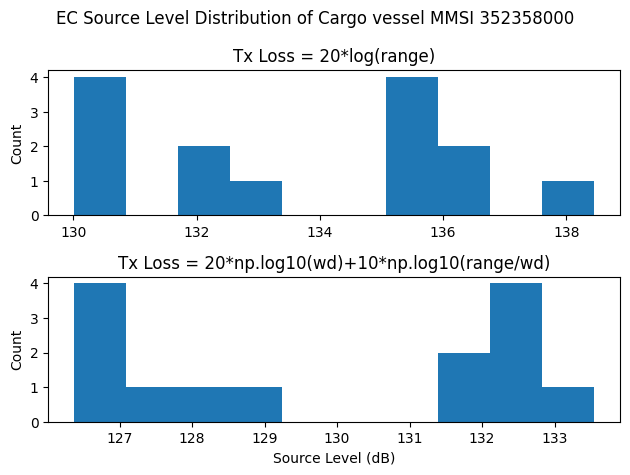 EC Source Level Distribution of Cargo vessel MMSI 352358000
Tx Loss = 20*log(range)
4
3
2
1
0
Count
130 132 134 136 138
Tx Loss = 20*np.log10(wd)+10*np.log10(range/wd)
4
3
2
1
0
Count
127 128 129 130 131 132 133
Source Level (dB)